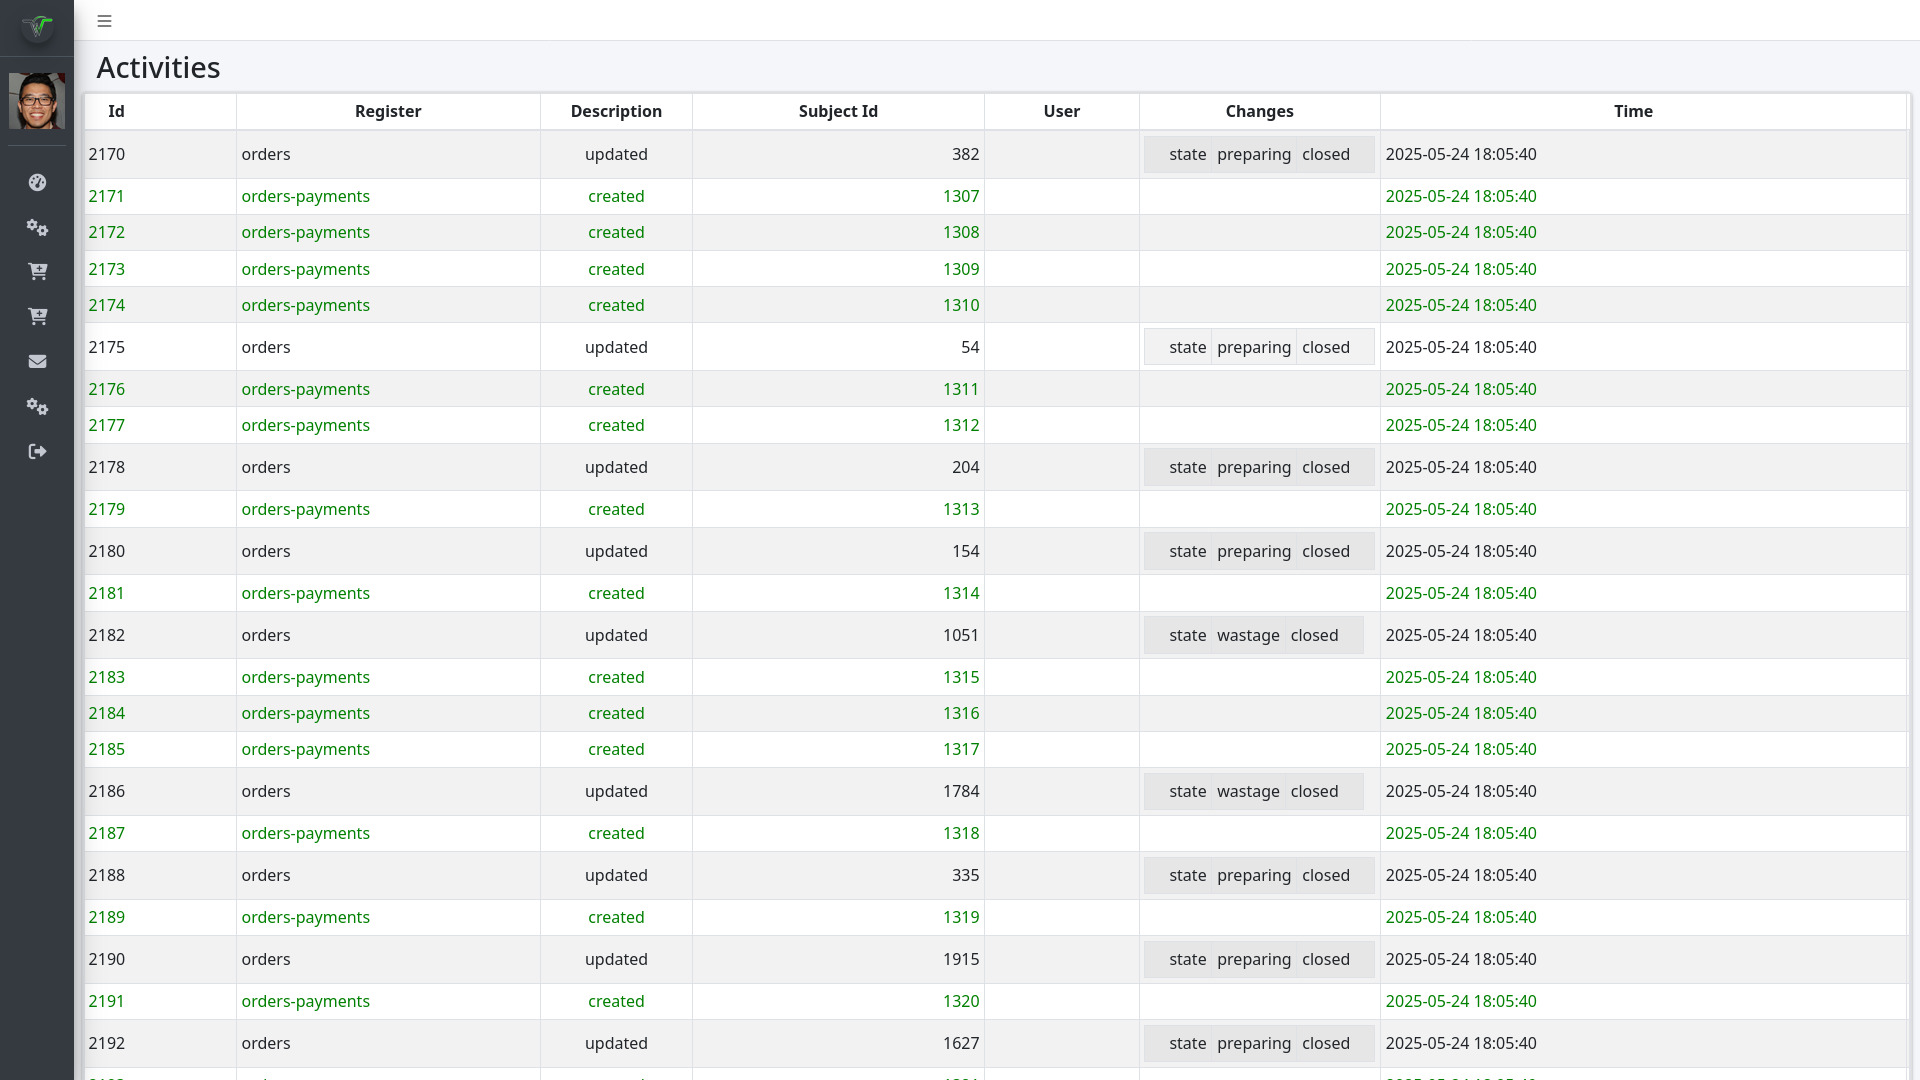 Activities
Id Register Description Subject Id User Changes Time
2170 orders updated 382 state preparing closed 2025-05-24 18:05:40
2171 orders-payments created 1307 2025-05-24 18:05:40
2172 orders-payments created 1308 2025-05-24 18:05:40
2173 orders-payments created 1309 2025-05-24 18:05:40
2174 orders-payments created 1310 2025-05-24 18:05:40
2175 orders updated 54 state preparing closed 2025-05-24 18:05:40
2176 orders-payments created 1311 2025-05-24 18:05:40
2177 orders-payments created 1312 2025-05-24 18:05:40
2178 orders updated 204 state preparing closed 2025-05-24 18:05:40
2179 orders-payments created 1313 2025-05-24 18:05:40
2180 orders updated 154 state preparing closed 2025-05-24 18:05:40
2181 orders-payments created 1314 2025-05-24 18:05:40
2182 orders updated 1051 state wastage closed 2025-05-24 18:05:40
2183 orders-payments created 1315 2025-05-24 18:05:40
2184 orders-payments created 1316 2025-05-24 18:05:40
2185 orders-payments created 1317 2025-05-24 18:05:40
2186 orders updated 1784 state wastage closed 2025-05-24 18:05:40
2187 orders-payments created 1318 2025-05-24 18:05:40
2188 orders updated 335 state preparing closed 2025-05-24 18:05:40
2189 orders-payments created 1319 2025-05-24 18:05:40
2190 orders updated 1915 state preparing closed 2025-05-24 18:05:40
2191 orders-payments created 1320 2025-05-24 18:05:40
2192 orders updated 1627 state preparing closed 2025-05-24 18:05:40